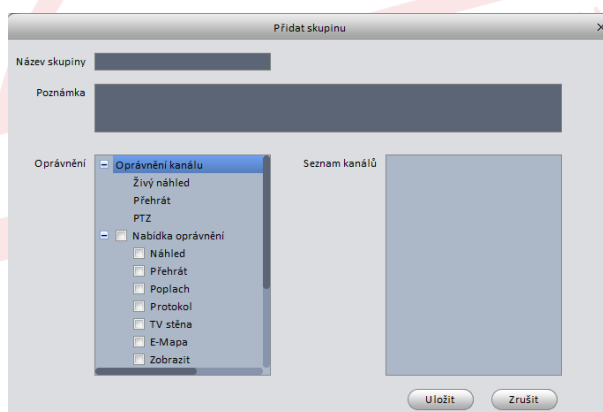 Přidat skupinu
Název skupiny
Poznámka
Oprávnění
Oprávnění kanálu
Živý náhled
Přehrát
PTZ
Nabídka oprávnění
Náhled
Přehrát
Poplach
Protokol
TV stěna
E-Mapa
Zobrazit
Seznam kanálů
Uložit
Zrušit